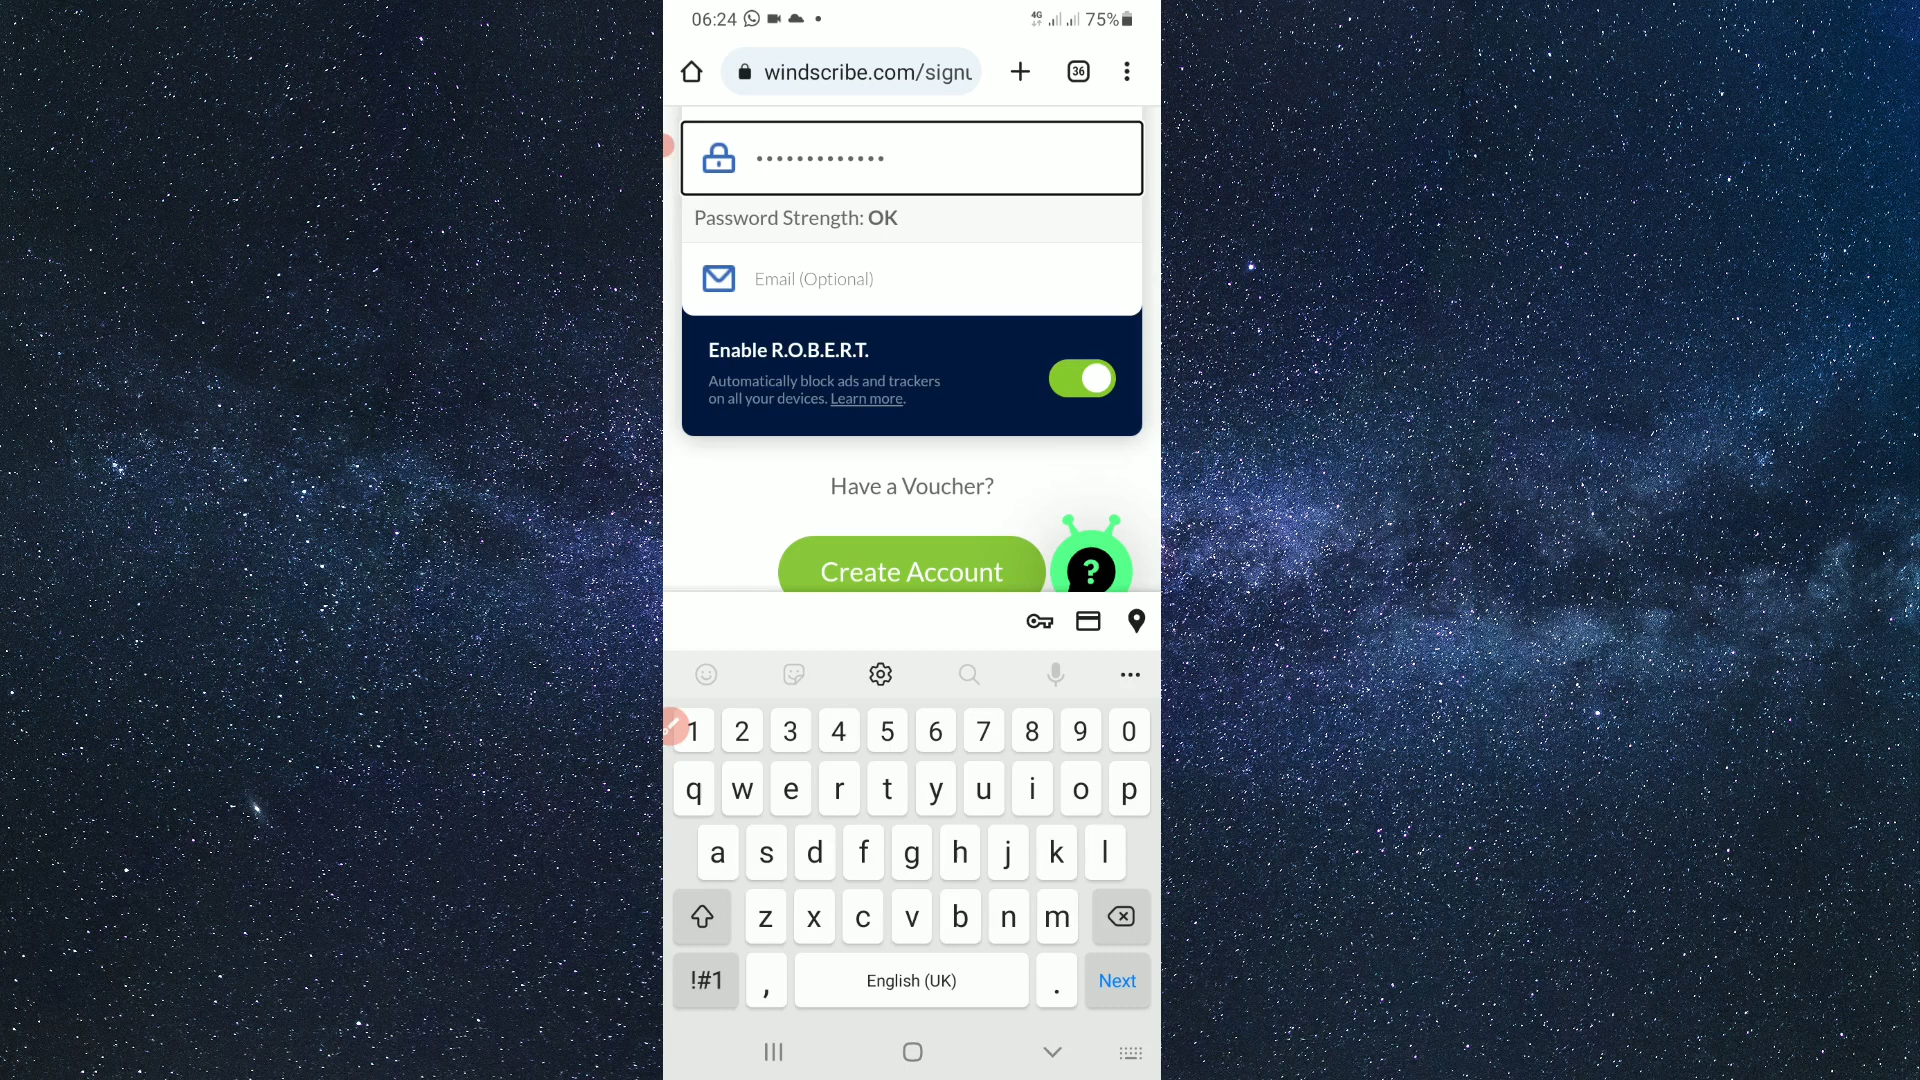 06:24
4G
75%
windscribe.com/signu
36
•••••••••••••
Password Strength: OK
Email (Optional)
Enable R.O.B.E.R.T.
Automatically block ads and trackers
on all your devices. Learn more.
Have a Voucher?
Create Account
?
1 2 3 4 5 6 7 8 9 0
q w e r t y u i o p
a s d f g h j k l
z x c v b n m
!#1 , English (UK) . Next